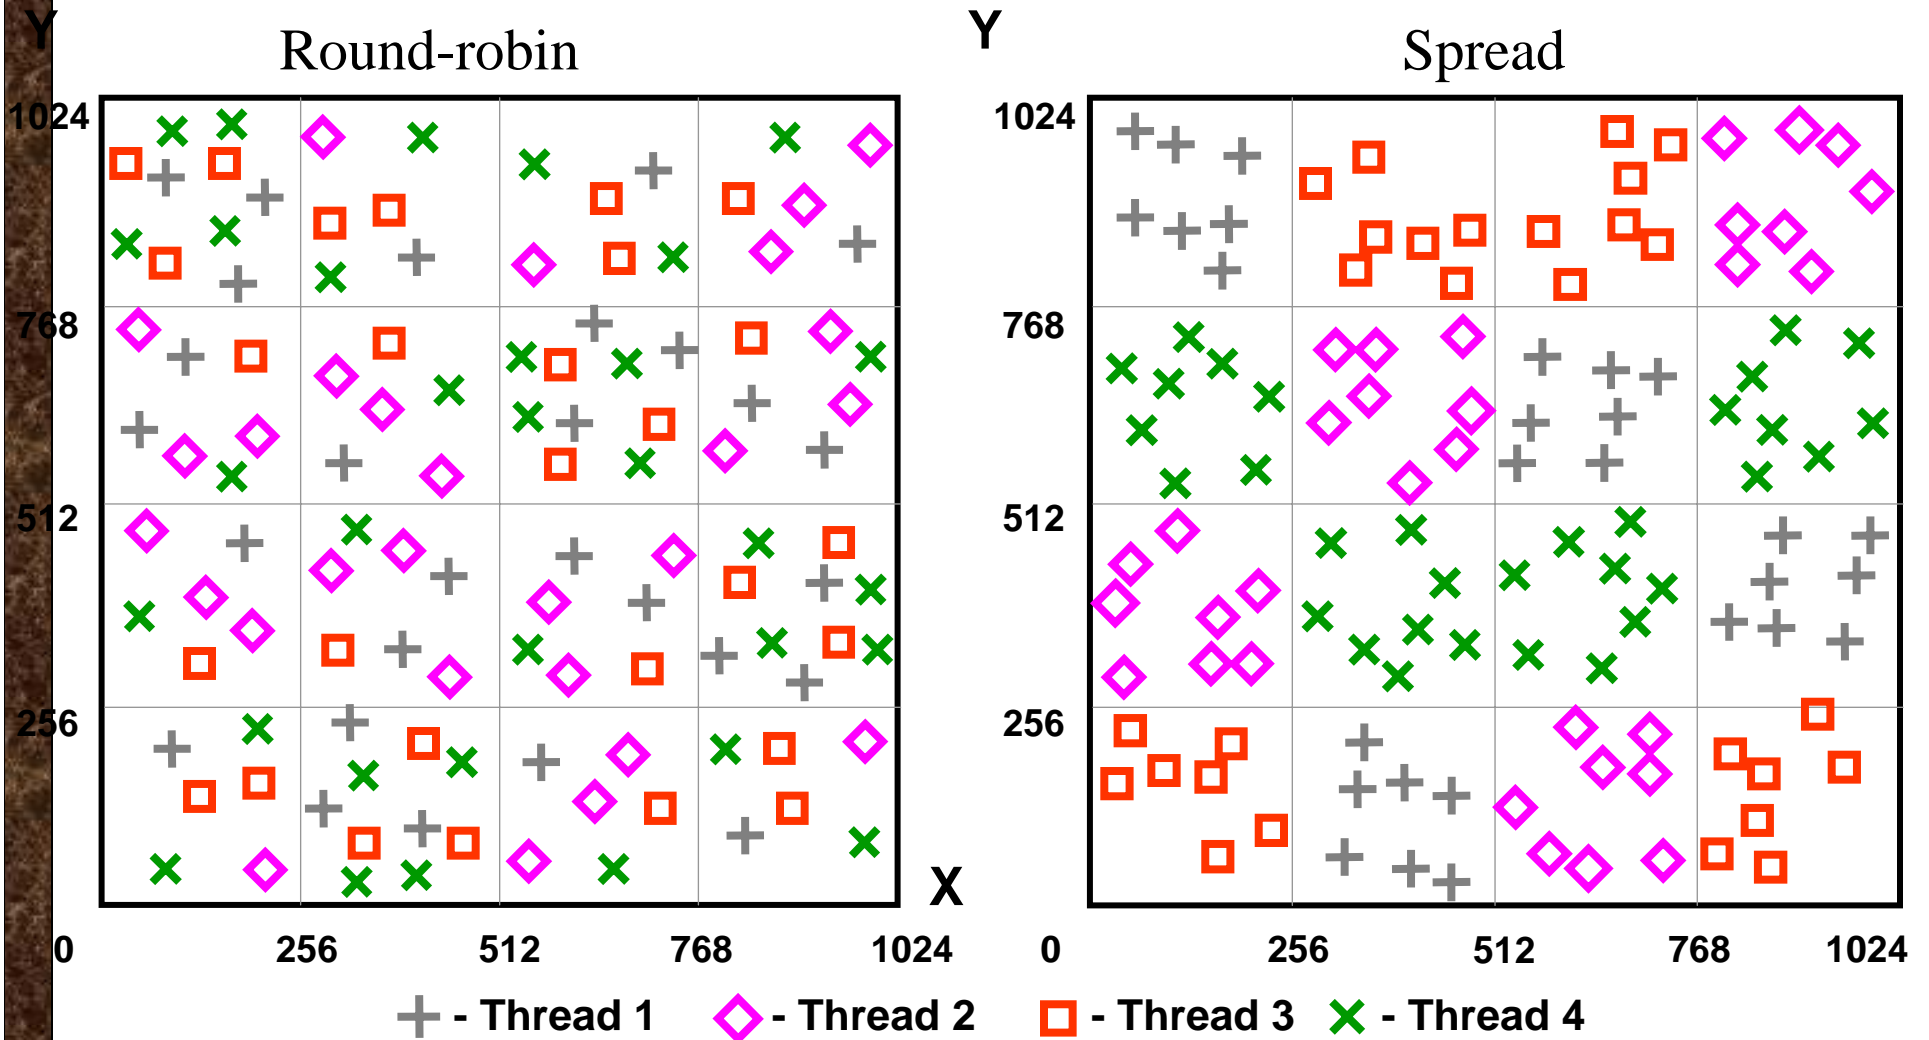 Y
Round-robin
Y
Spread
1024
1024
768
768
512
512
256
256
X
0 256 512 768 1024
0 256 512 768 1024
- Thread 1 - Thread 2 - Thread 3 - Thread 4